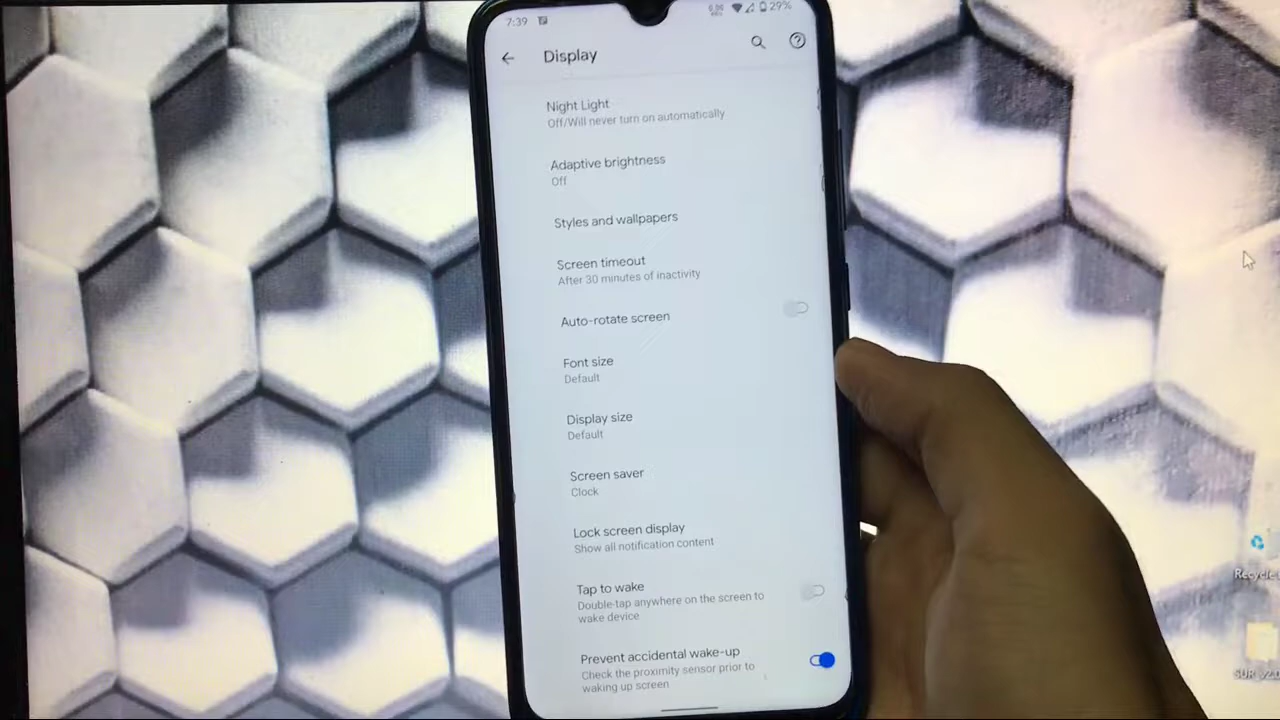 7:39
29%
Display
Night Light
Off/Will never turn on automatically
Adaptive brightness
Off
Styles and wallpapers
Screen timeout
After 30 minutes of inactivity
Auto-rotate screen
Font size
Default
Display size
Default
Screen saver
Clock
Lock screen display
Show all notification content
Tap to wake
Double-tap anywhere on the screen to
wake device
Prevent accidental wake-up
Check the proximity sensor prior to
waking up screen
Recycle